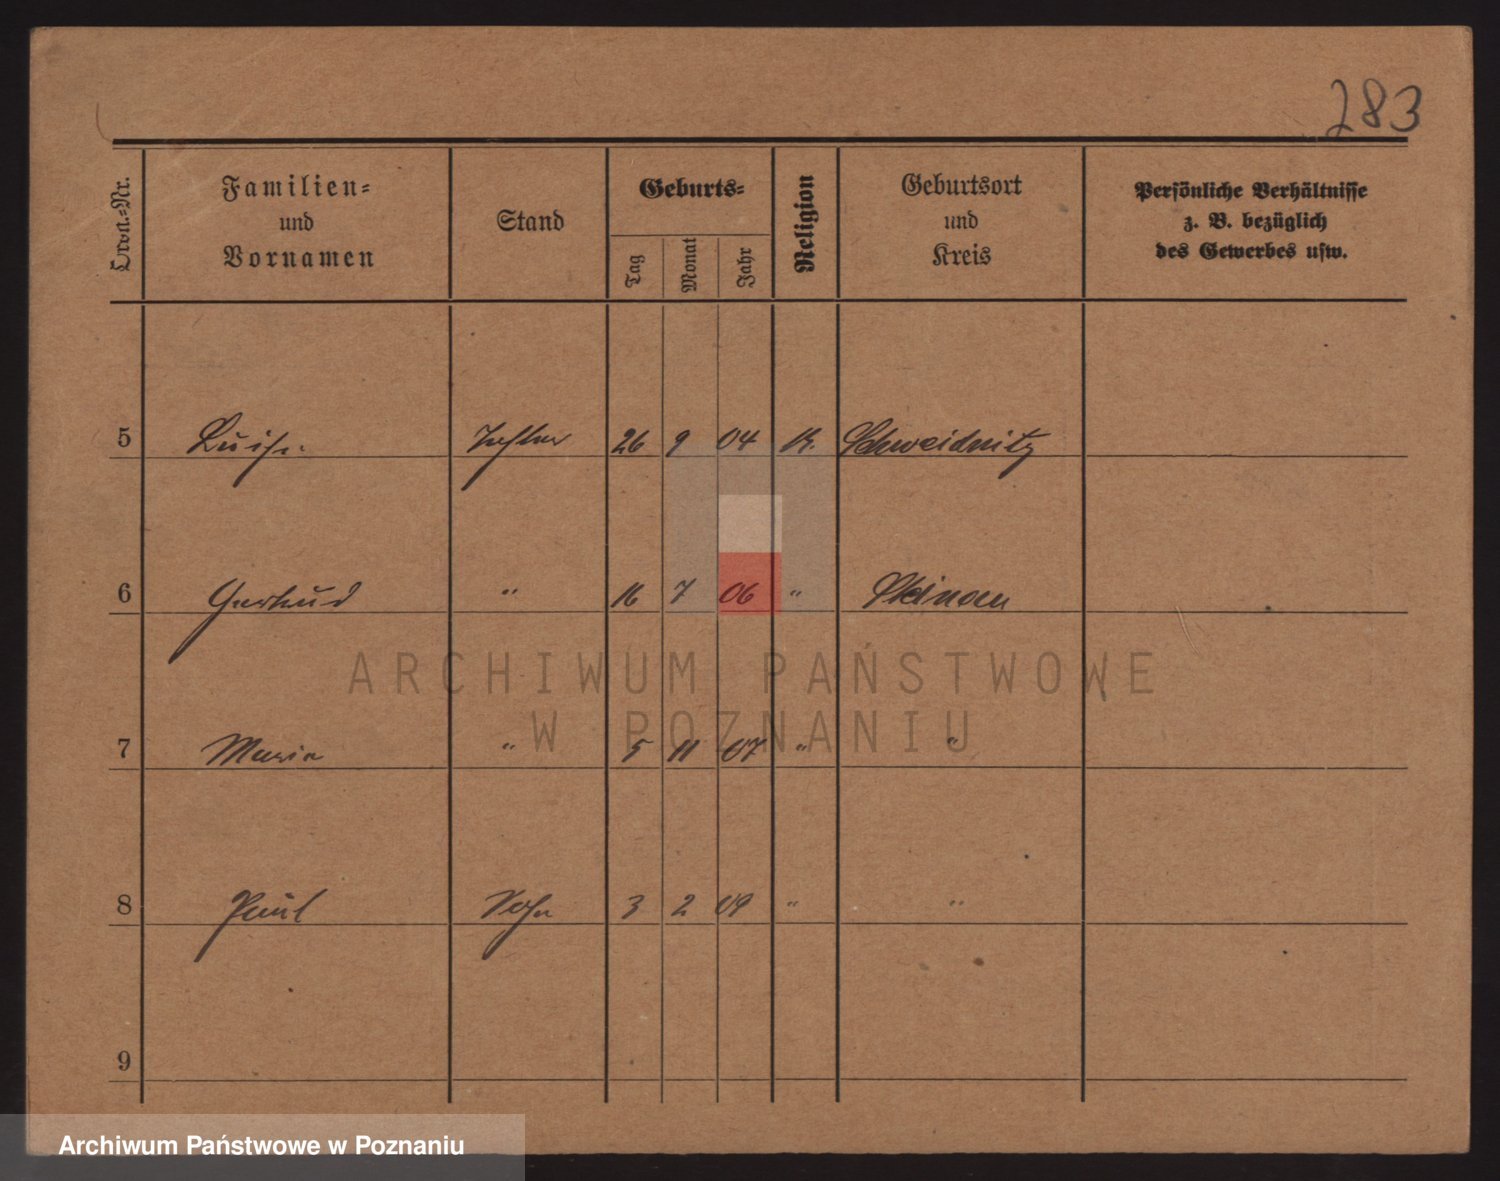 283
Ordn.-Nr.
Familien-
und
Vornamen
Stand
Geburts-
Tag
Monat
Jahr
Religion
Geburtsort
und
Kreis
Persönliche Verhältnisse
z. B. bezüglich
des Gewerbes usw.
5 Luise Tochter 26 9 04 K. Schweidnitz
6 Gertrud " 16 7 06 " Steinau
7 Maria " 5 11 07 " "
8 Paul Sohn 3 2 09 " "
9
ARCHIWUM PAŃSTWOWE
W POZNANIU
Archiwum Państwowe w Poznaniu